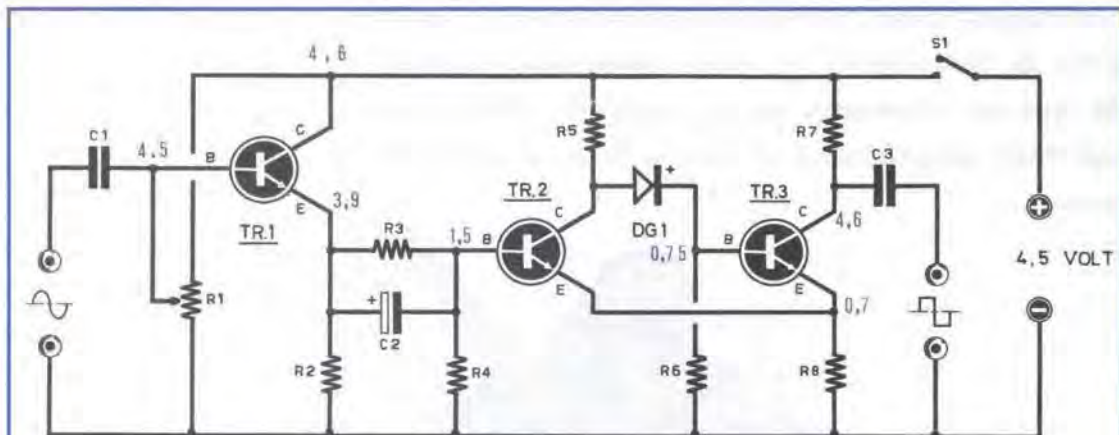 S1
4,6
C1
4,5
B
C
E
TR.1
3,9
R1
R2
R3
+
C2
1,5
R4
R5
TR.2
B
C
E
+
DG1
0,75
R6
R7
TR.3
B
C
E
4,6
0,7
R8
C3
+
4,5 VOLT
-